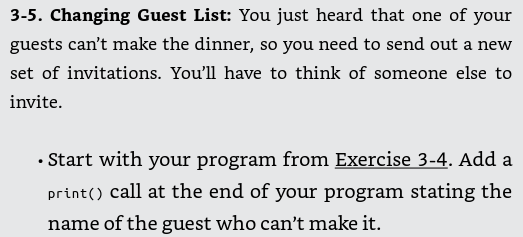 3-5. Changing Guest List: You just heard that one of your
guests can’t make the dinner, so you need to send out a new
set of invitations. You’ll have to think of someone else to
invite.
• Start with your program from Exercise 3-4. Add a
print() call at the end of your program stating the
name of the guest who can’t make it.